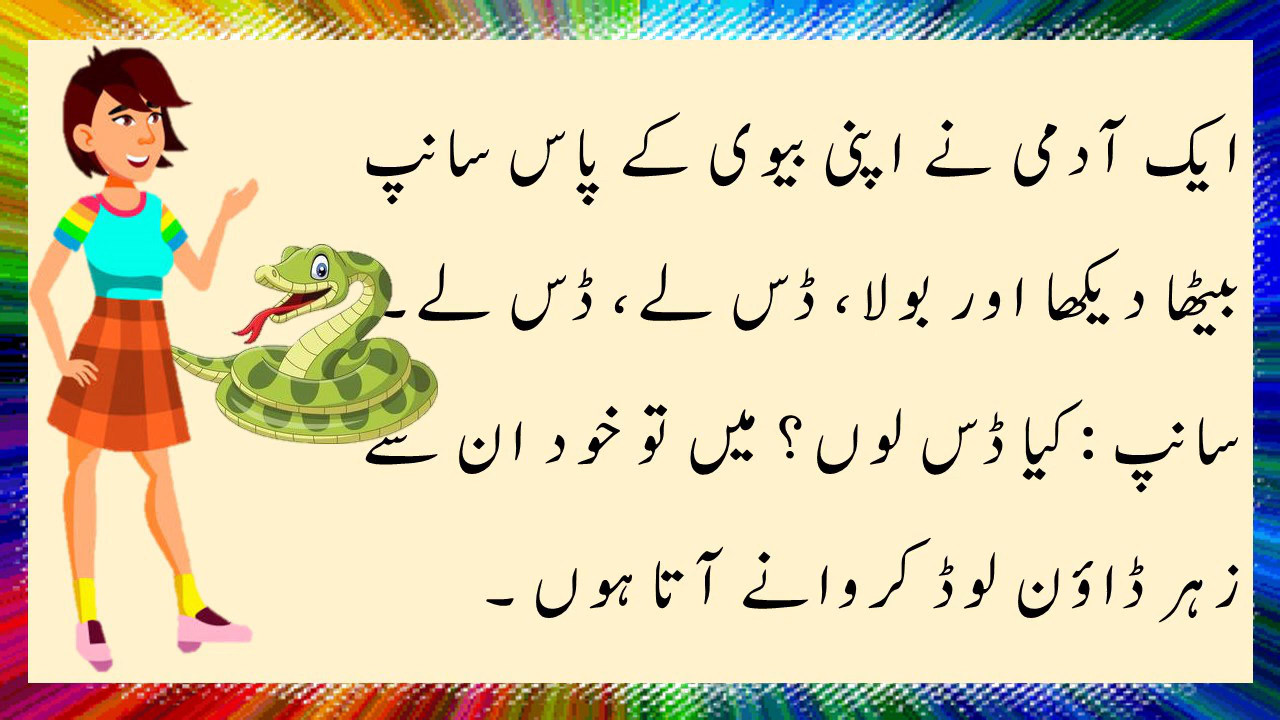 ایک آدمی نے اپنی بیوی کے پاس سانپ
بیٹھا دیکھا اور بولا، ڈس لے، ڈس لے۔
سانپ : کیا ڈس لوں؟ میں تو خود ان سے
زہر ڈاؤن لوڈ کروانے آتا ہوں ۔